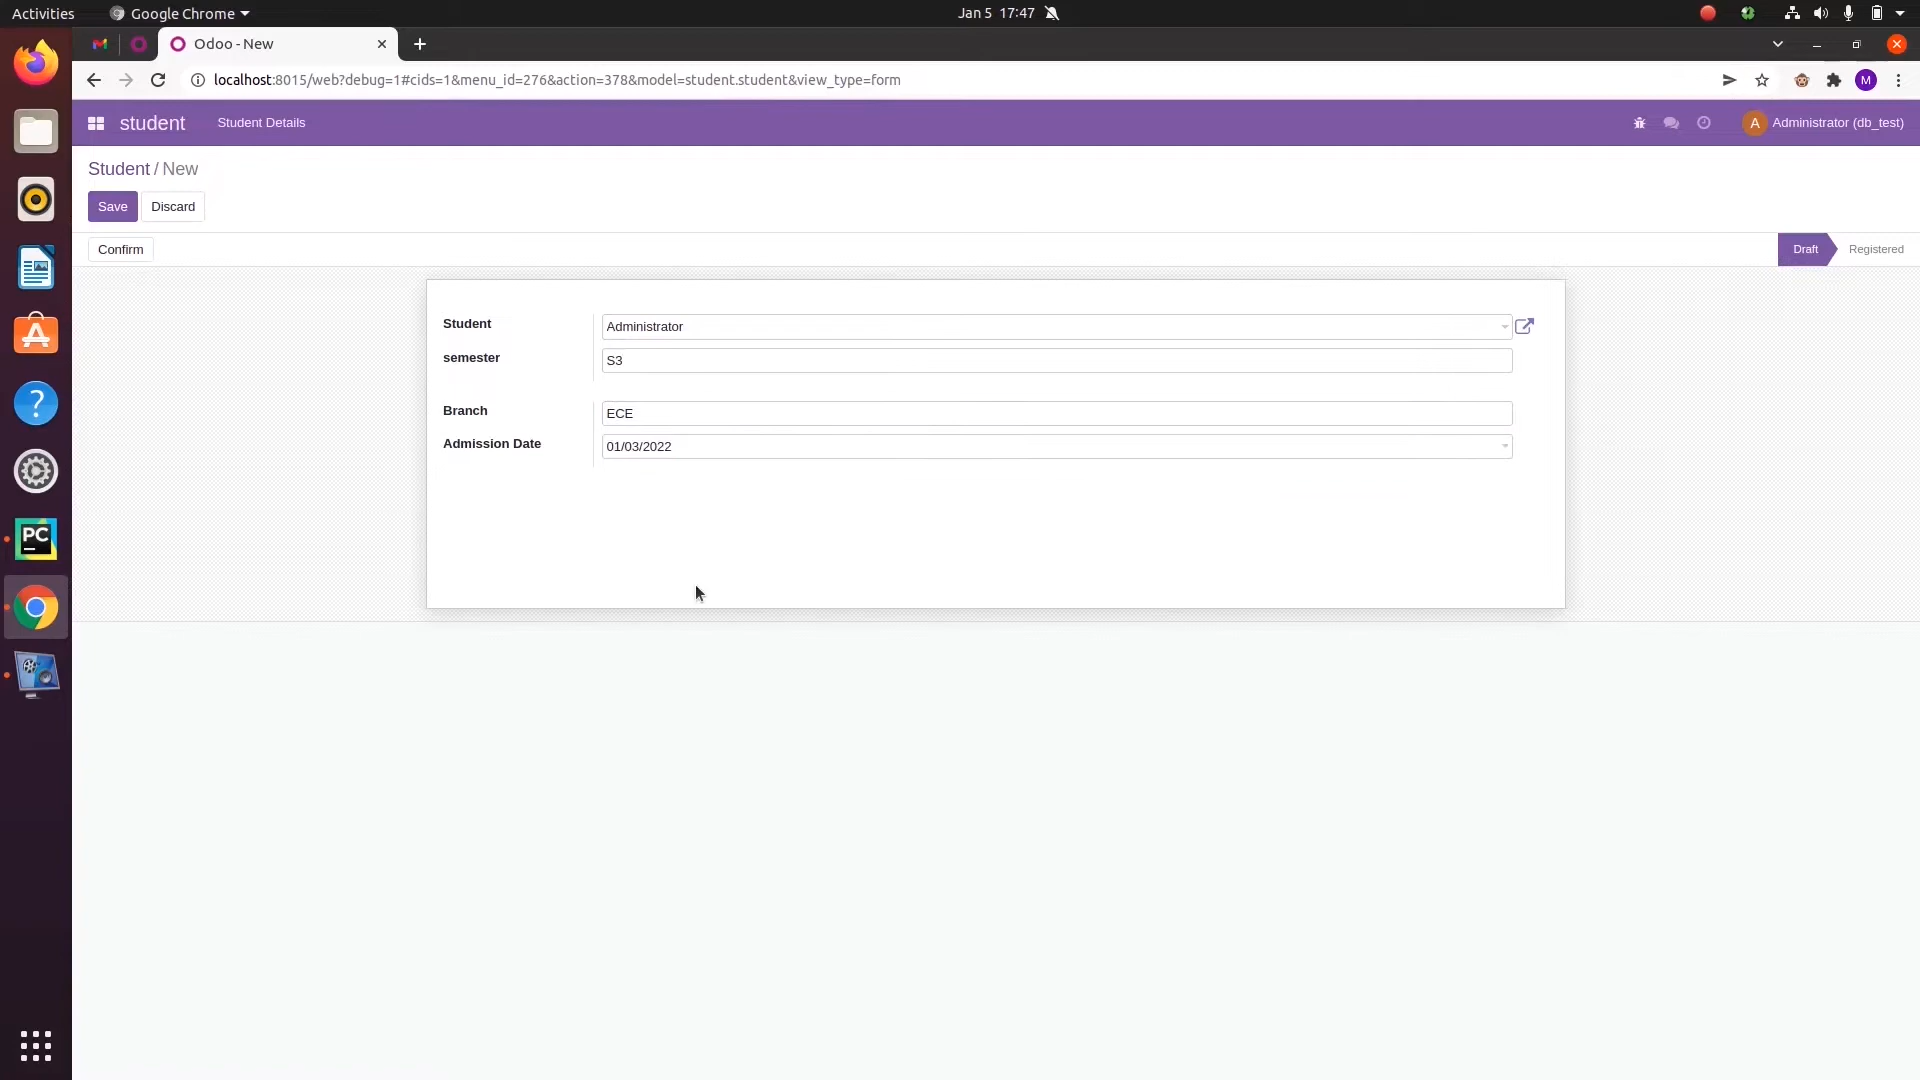 Activities Google Chrome Jan 5 17:47
Odoo - New
localhost:8015/web?debug=1#cids=1&menu_id=276&action=378&model=student.student&view_type=form M
student Student Details A Administrator (db_test)
Student / New
Save Discard
Confirm Draft Registered
Student Administrator
semester S3
Branch ECE
Admission Date 01/03/2022
PC